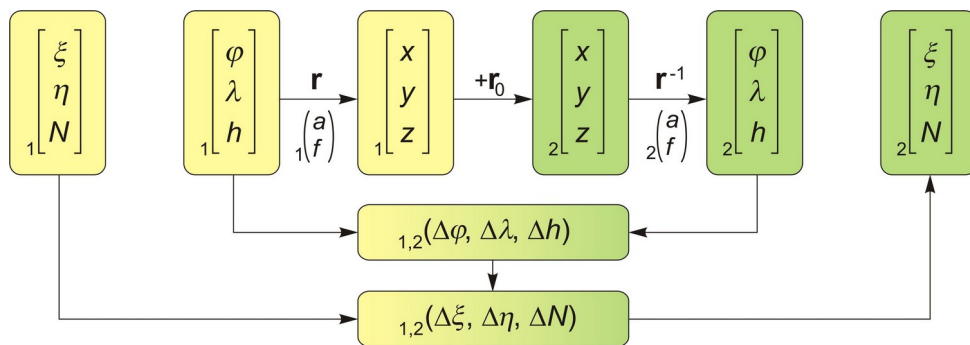 1 [ξ η N]
1 [φ λ h]
r
1 (a f)
1 [x y z]
+r0
2 [x y z]
r-1
2 (a f)
2 [φ λ h]
2 [ξ η N]
1,2(Δφ, Δλ, Δh)
1,2(Δξ, Δη, ΔN)